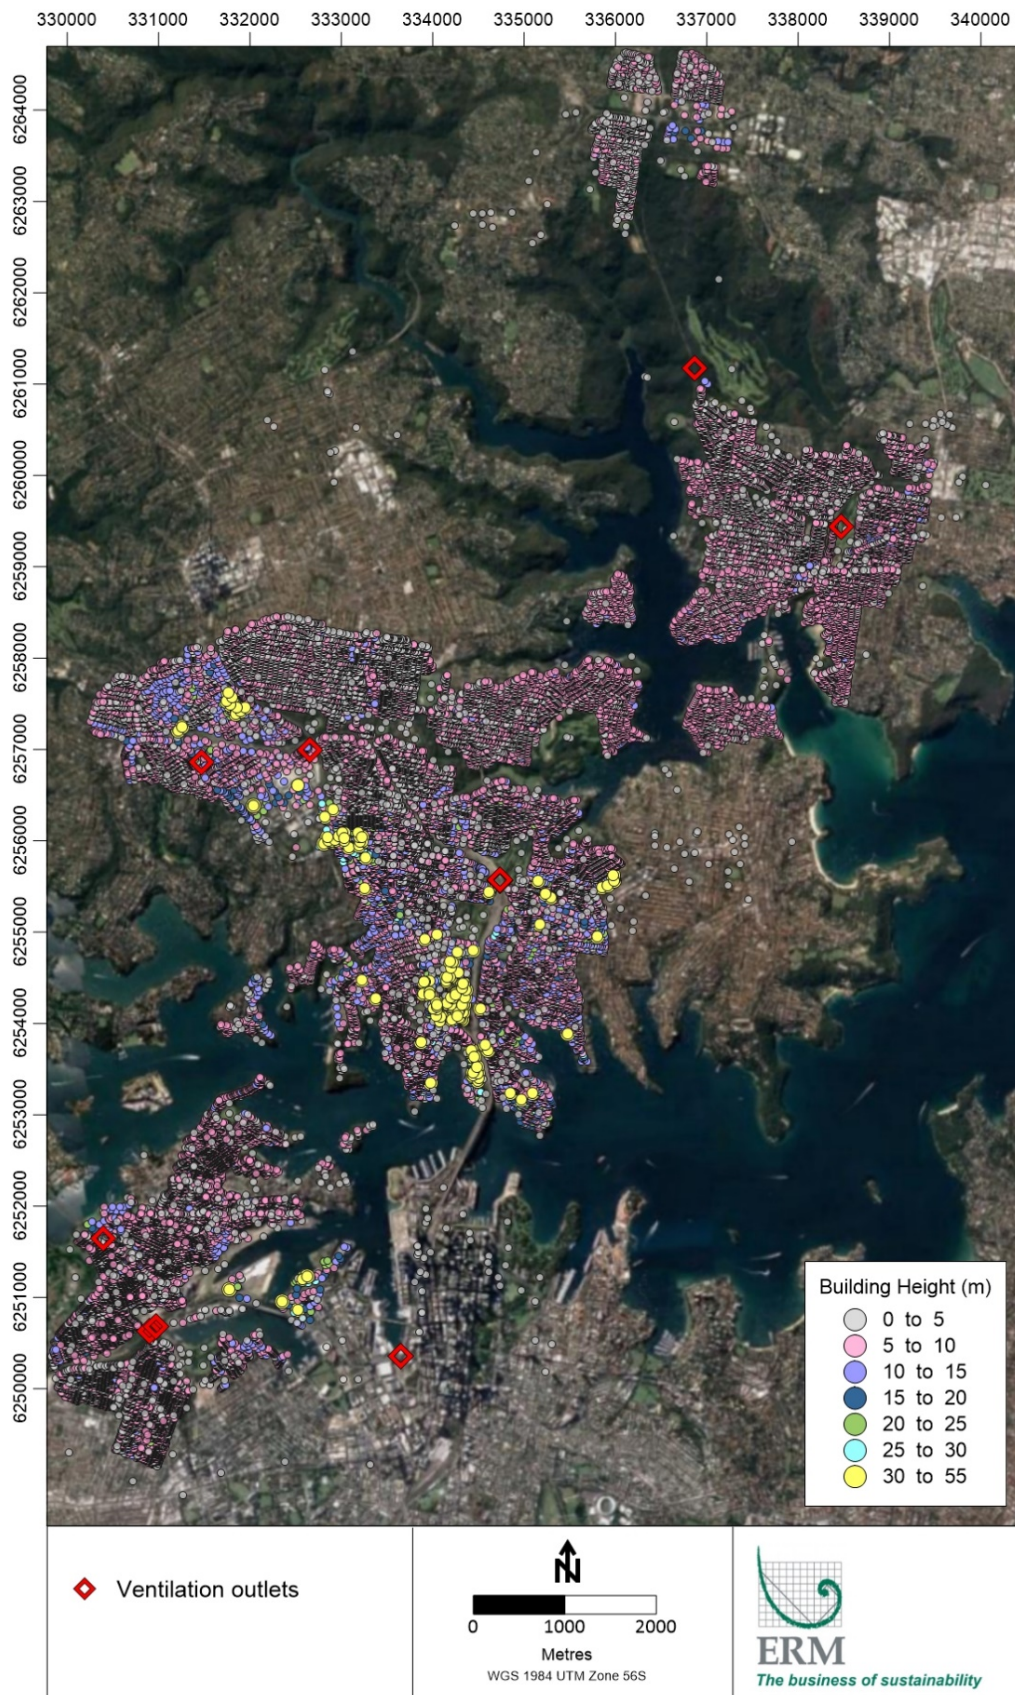 330000 331000 332000 333000 334000 335000 336000 337000 338000 339000 340000
6264000
6263000
6262000
6261000
6260000
6259000
6258000
6257000
6256000
6255000
6254000
6253000
6252000
6251000
6250000
Building Height (m)
0 to 5
5 to 10
10 to 15
15 to 20
20 to 25
25 to 30
30 to 55
Ventilation outlets
N
0 1000 2000
Metres
WGS 1984 UTM Zone 56S
ERM
The business of sustainability